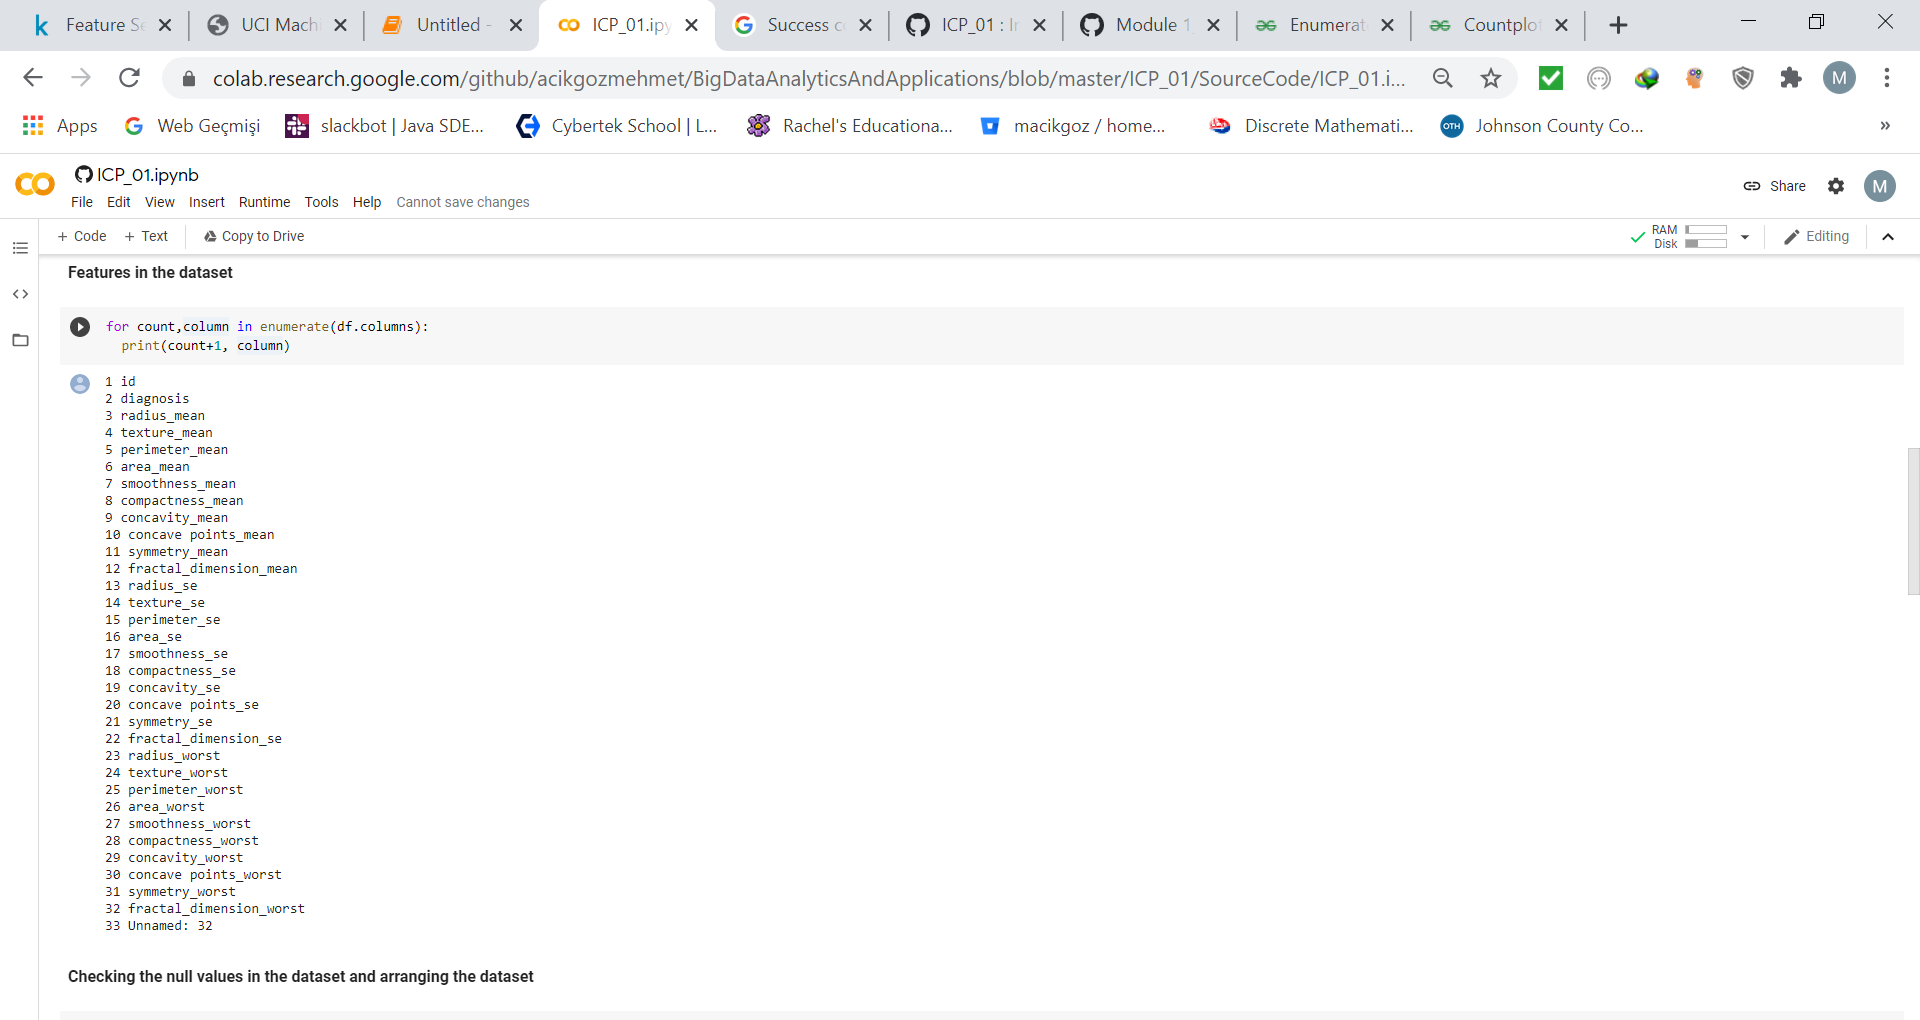 Feature Se
UCI Machi
Untitled -
ICP_01.ipy
Success co
ICP_01 : In
Module 1
Enumerat
Countplot
colab.research.google.com/github/acikgozmehmet/BigDataAnalyticsAndApplications/blob/master/ICP_01/SourceCode/ICP_01.i...
M
Apps
Web Geçmişi
slackbot | Java SDE...
Cybertek School | L...
Rachel's Educationa...
macikgoz / home...
Discrete Mathemati...
OTH
Johnson County Co...
»
ICP_01.ipynb
File Edit View Insert Runtime Tools Help Cannot save changes
Share
M
+ Code + Text Copy to Drive
RAM
Disk
Editing
Features in the dataset
for count,column in enumerate(df.columns):
print(count+1, column)
1 id
2 diagnosis
3 radius_mean
4 texture_mean
5 perimeter_mean
6 area_mean
7 smoothness_mean
8 compactness_mean
9 concavity_mean
10 concave points_mean
11 symmetry_mean
12 fractal_dimension_mean
13 radius_se
14 texture_se
15 perimeter_se
16 area_se
17 smoothness_se
18 compactness_se
19 concavity_se
20 concave points_se
21 symmetry_se
22 fractal_dimension_se
23 radius_worst
24 texture_worst
25 perimeter_worst
26 area_worst
27 smoothness_worst
28 compactness_worst
29 concavity_worst
30 concave points_worst
31 symmetry_worst
32 fractal_dimension_worst
33 Unnamed: 32
Checking the null values in the dataset and arranging the dataset